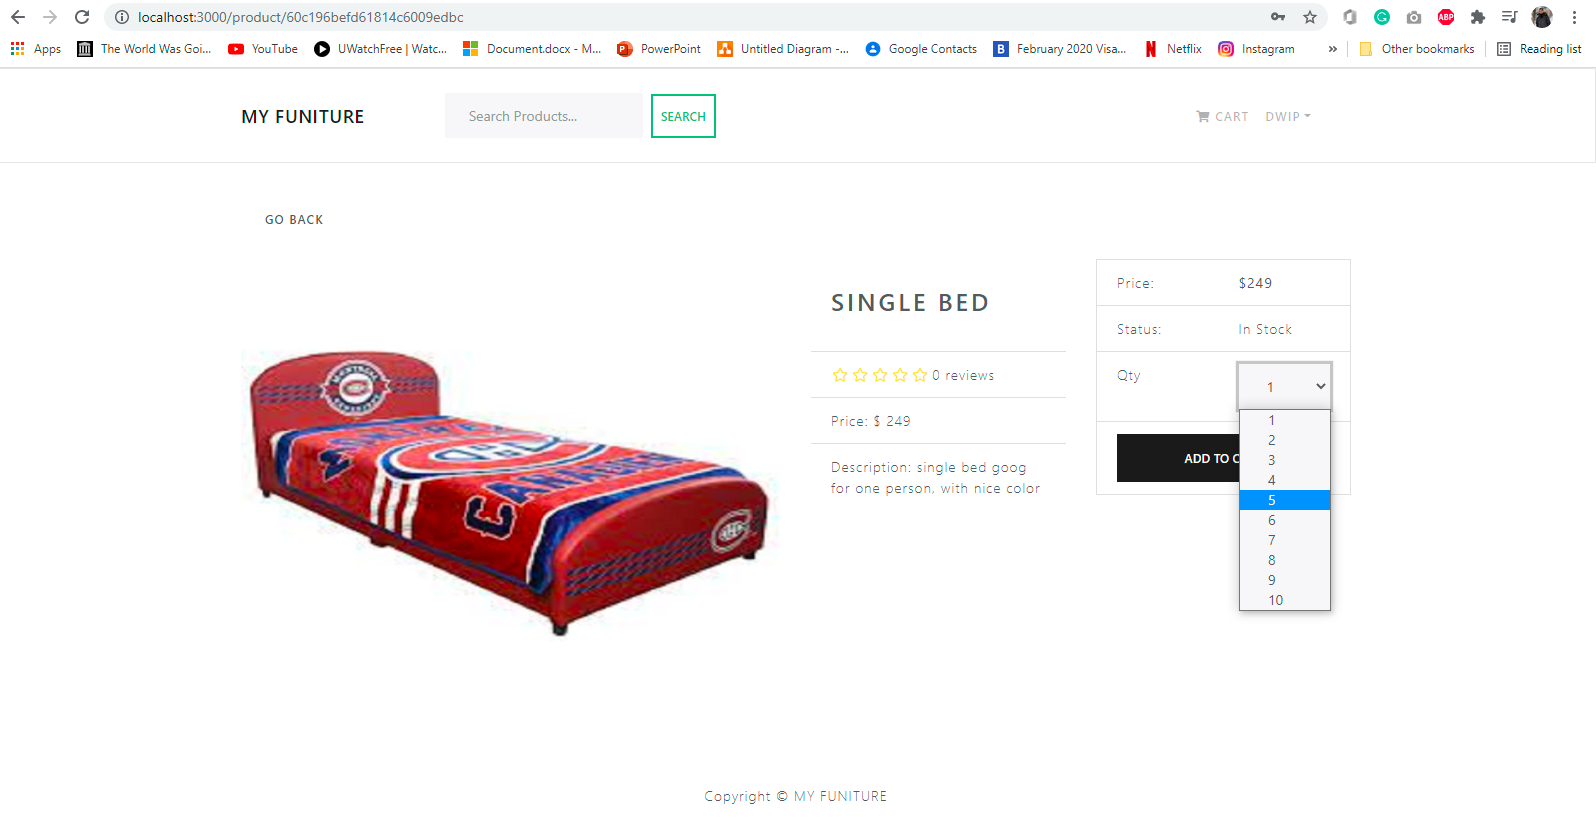 localhost:3000/product/60c196befd61814c6009edbc
ABP
Apps The World Was Goi... YouTube UWatchFree | Watc... Document.docx - M... PowerPoint Untitled Diagram -... Google Contacts February 2020 Visa... Netflix Instagram » Other bookmarks Reading list
MY FUNITURE Search Products... SEARCH CART DWIP
GO BACK
SINGLE BED
0 reviews
Price: $ 249
Description: single bed goog
for one person, with nice color
Price: $249
Status: In Stock
Qty 1
1
2
3
4
5
6
7
8
9
10
ADD TO C
Copyright © MY FUNITURE